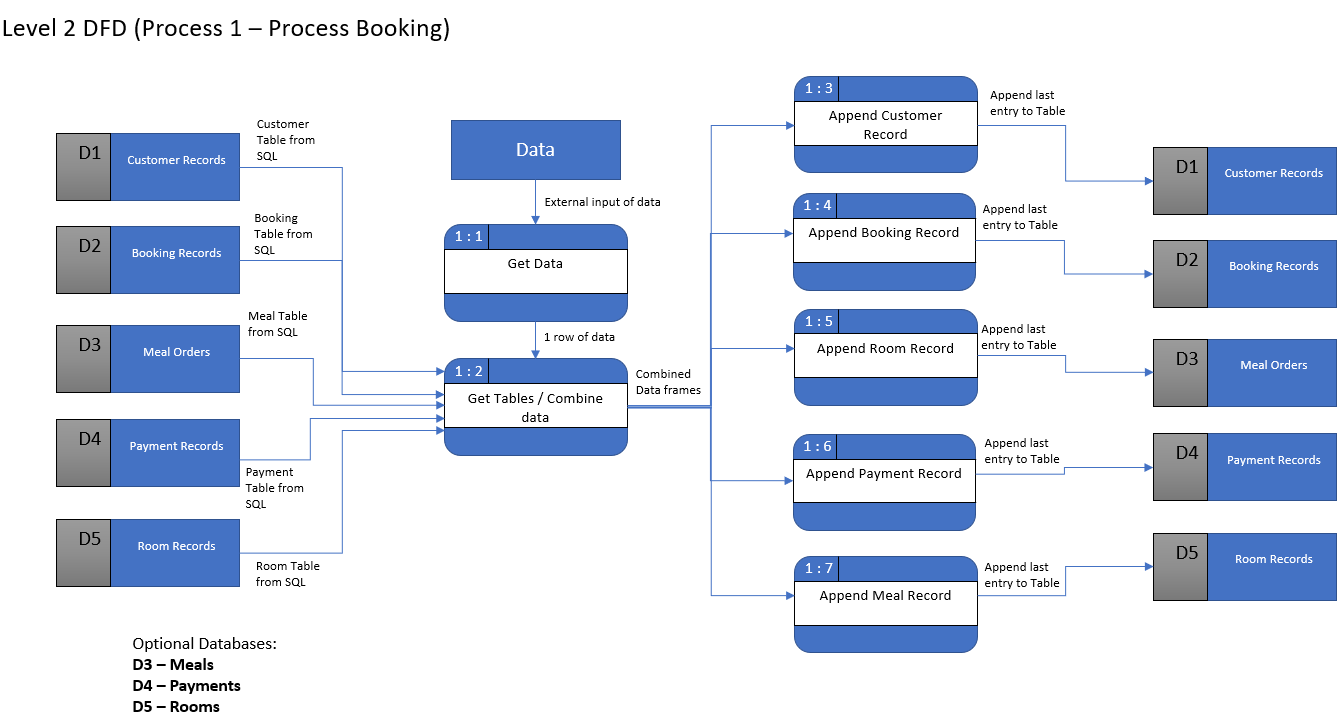 Level 2 DFD (Process 1 – Process Booking)
D1
Customer Records
Customer
Table from
SQL
D2
Booking Records
Booking
Table from
SQL
D3
Meal Orders
Meal Table
from SQL
D4
Payment Records
Payment
Table from
SQL
D5
Room Records
Room Table
from SQL
Optional Databases:
D3 – Meals
D4 – Payments
D5 – Rooms
Data
External input of data
1 : 1
Get Data
1 row of data
1 : 2
Get Tables / Combine
data
Combined
Data frames
1 : 3
Append Customer
Record
Append last
entry to Table
1 : 4
Append Booking Record
Append last
entry to Table
1 : 5
Append Room Record
Append last
entry to Table
1 : 6
Append Payment Record
Append last
entry to Table
1 : 7
Append Meal Record
Append last
entry to Table
D1
Customer Records
D2
Booking Records
D3
Meal Orders
D4
Payment Records
D5
Room Records